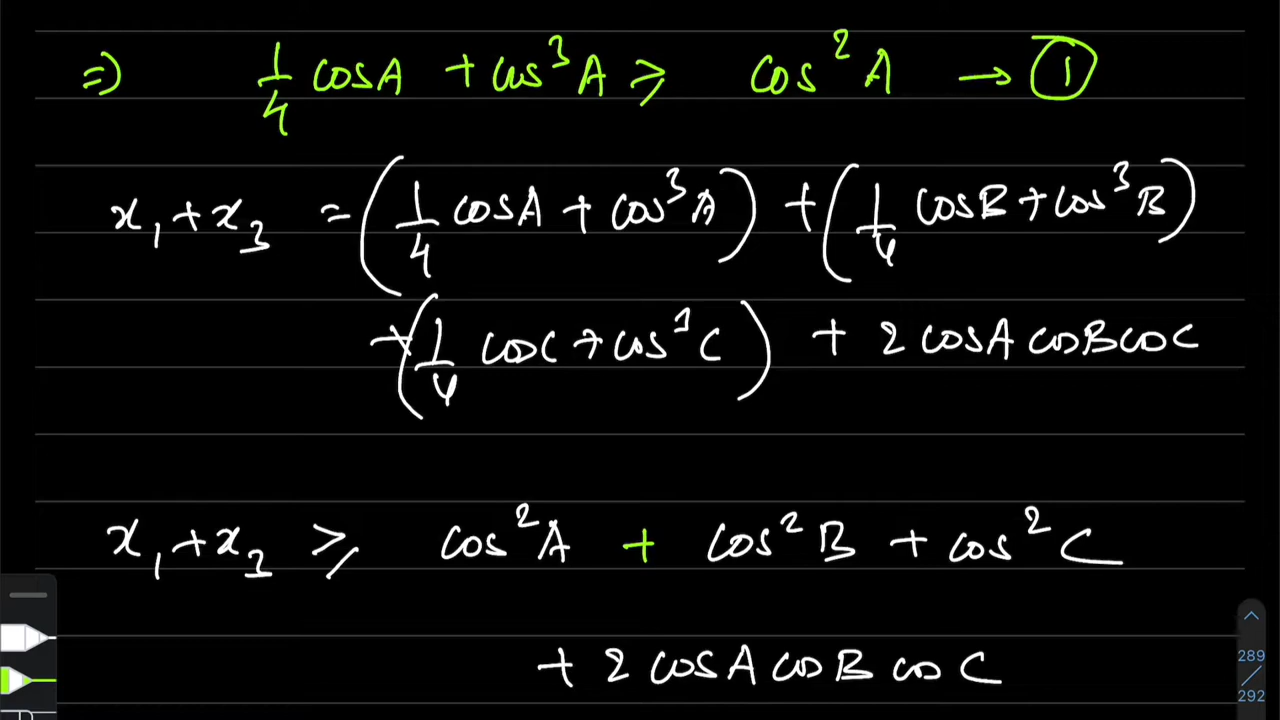 ⇒) 1/4 cosA + cos³A ≥ cos²A → ①
x₁+x₃ = (1/4 cosA + cos³A) + (1/4 cosB + cos³B)
+(1/4 cosC + cos³C) + 2 cosA cosB cosC
x₁+x₃ ≥ cos²A + cos²B + cos²C
+ 2 cosA cosB cosC
289
/
292